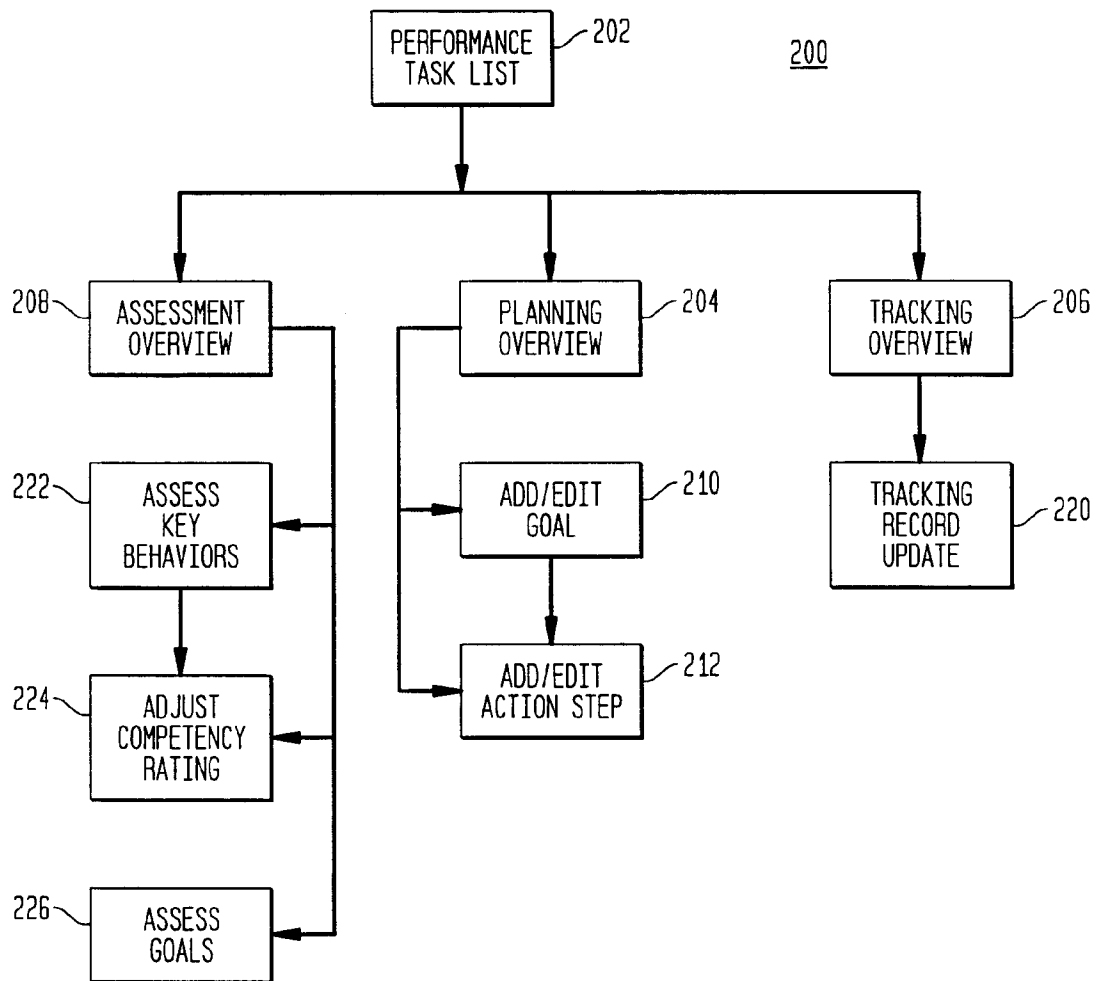 PERFORMANCE
TASK LIST
202
200
208
ASSESSMENT
OVERVIEW
PLANNING
OVERVIEW
204
TRACKING
OVERVIEW
206
222
ASSESS
KEY
BEHAVIORS
ADD/EDIT
GOAL
210
TRACKING
RECORD
UPDATE
220
224
ADJUST
COMPETENCY
RATING
ADD/EDIT
ACTION STEP
212
226
ASSESS
GOALS